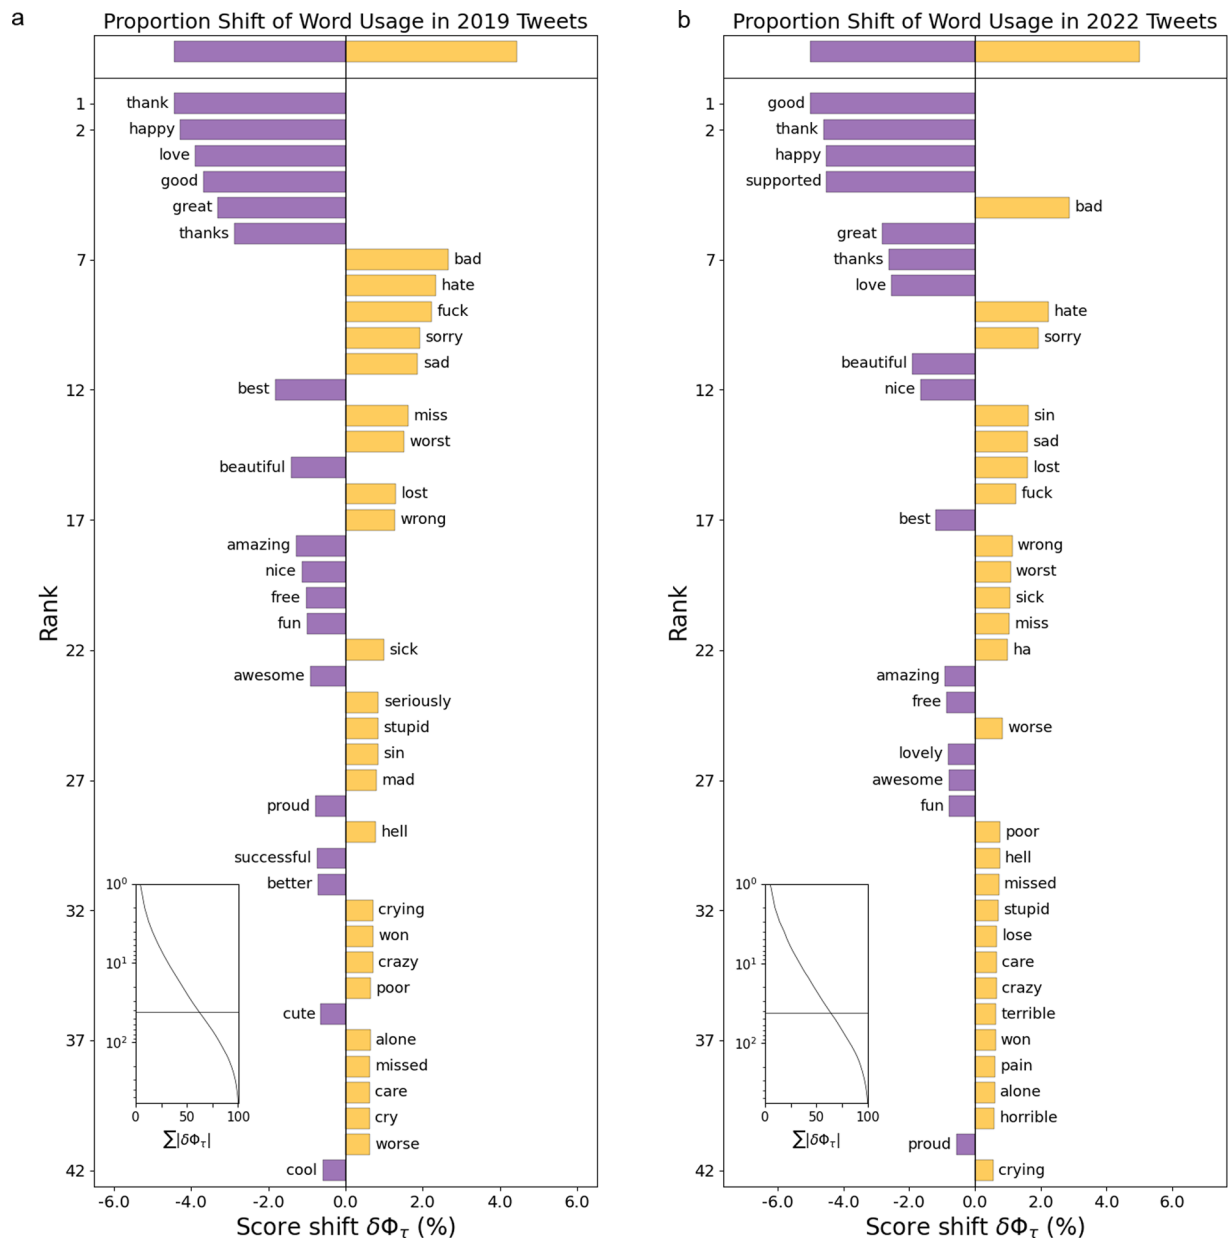 a
Proportion Shift of Word Usage in 2019 Tweets
1
thank
2
happy
love
good
great
thanks
7
bad
hate
fuck
sorry
sad
12
best
miss
worst
beautiful
lost
17
wrong
amazing
nice
free
fun
22
sick
awesome
seriously
stupid
sin
27
mad
proud
hell
successful
better
32
crying
won
crazy
poor
cute
37
alone
missed
care
cry
worse
42
cool
Rank
10⁰
10¹
10²
0 50 100
∑|δΦτ|
-6.0 -4.0 -2.0 0.0 2.0 4.0 6.0
Score shift δΦτ (%)
b
Proportion Shift of Word Usage in 2022 Tweets
1
good
2
thank
happy
supported
bad
great
7
thanks
love
hate
sorry
beautiful
12
nice
sin
sad
lost
fuck
17
best
wrong
worst
sick
miss
22
ha
amazing
free
worse
lovely
27
awesome
fun
poor
hell
missed
32
stupid
lose
care
crazy
terrible
37
won
pain
alone
horrible
proud
42
crying
Rank
10⁰
10¹
10²
0 50 100
∑|δΦτ|
-6.0 -4.0 -2.0 0.0 2.0 4.0 6.0
Score shift δΦτ (%)